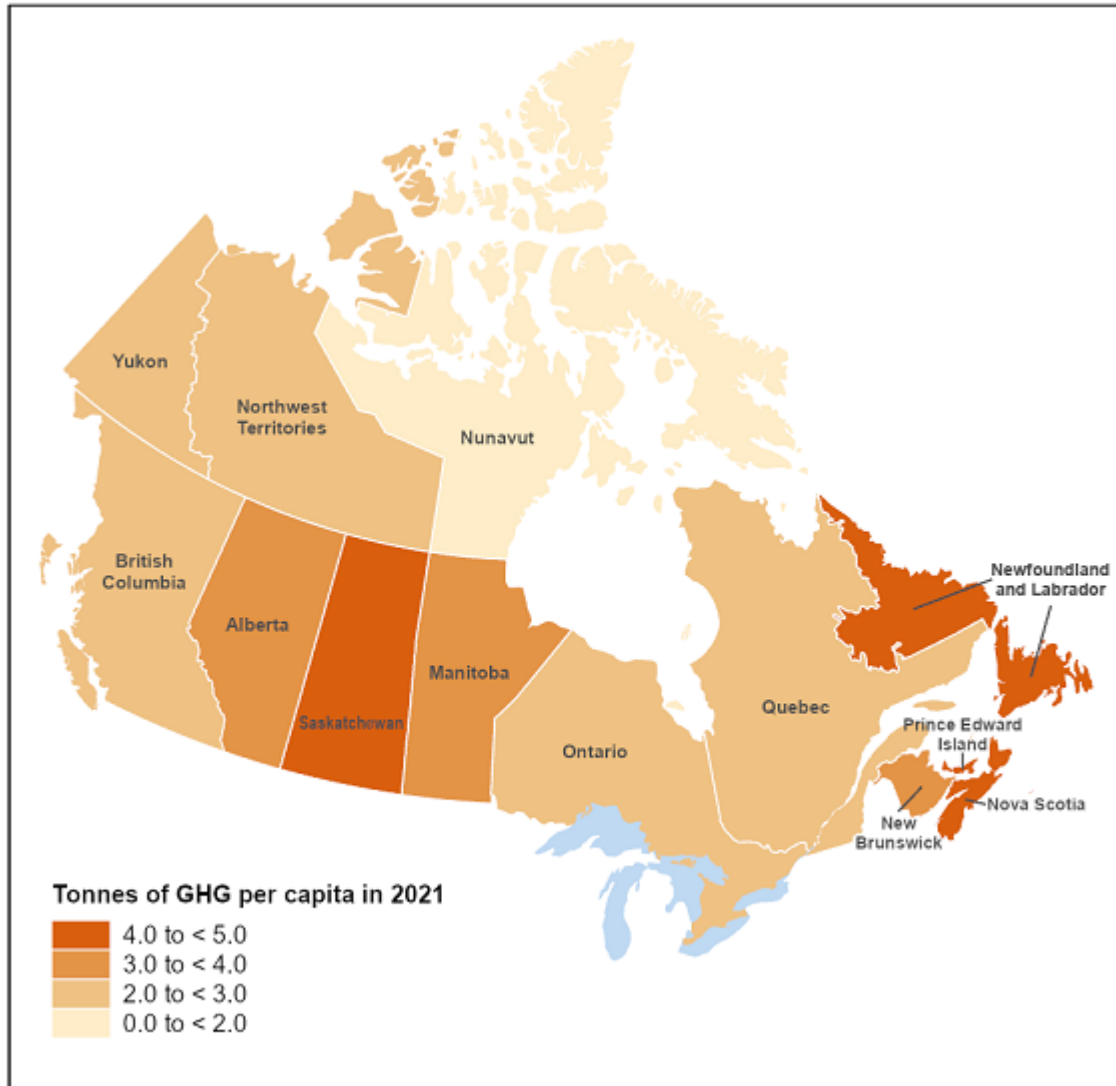 Yukon
Northwest
Territories
Nunavut
British
Columbia
Alberta
Saskatchewan
Manitoba
Ontario
Quebec
Newfoundland
and Labrador
Prince Edward
Island
Nova Scotia
New
Brunswick
Tonnes of GHG per capita in 2021
4.0 to < 5.0
3.0 to < 4.0
2.0 to < 3.0
0.0 to < 2.0